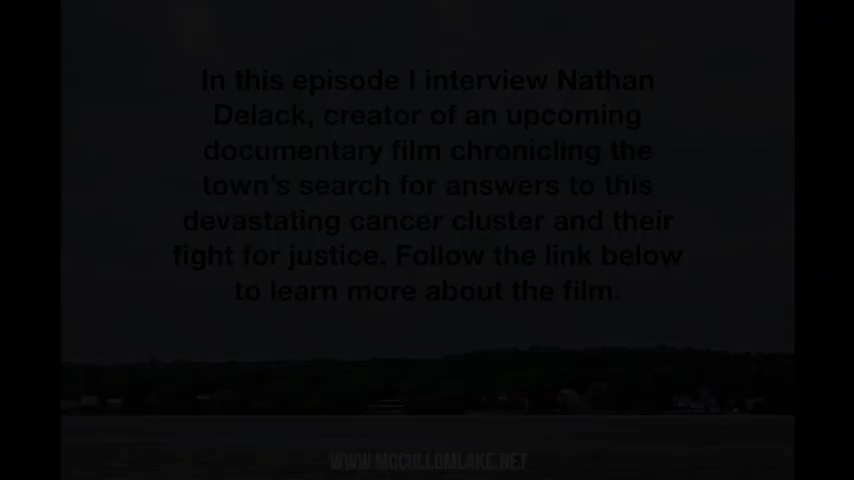 In this episode I interview Nathan
Delack, creator of an upcoming
documentary film chronicling the
town's search for answers to this
devastating cancer cluster and their
fight for justice. Follow the link below
to learn more about the film.
WWW.MCCULLOMLAKE.NET